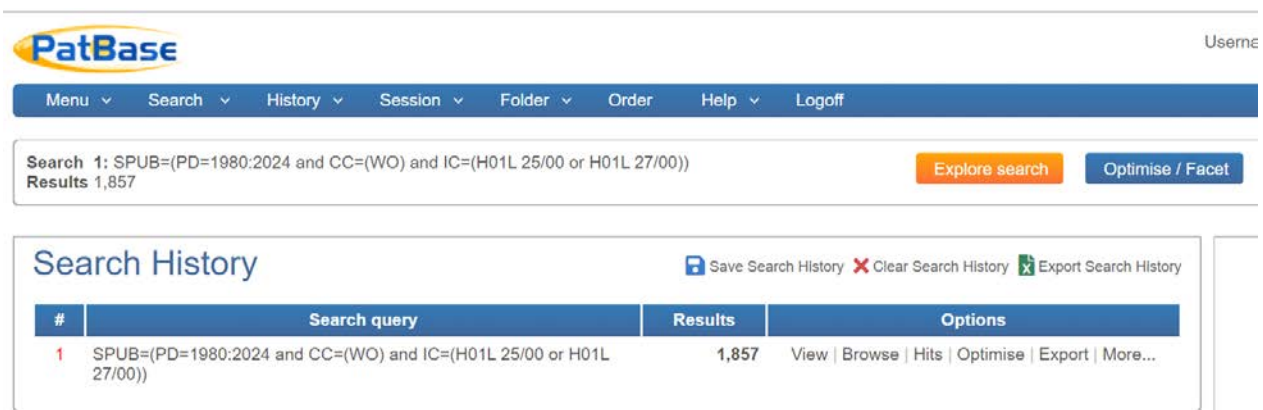 PatBase
Userna
Menu Search History Session Folder Order Help Logoff
Search 1: SPUB=(PD=1980:2024 and CC=(WO) and IC=(H01L 25/00 or H01L 27/00))
Results 1,857
Explore search Optimise / Facet
Search History
Save Search History Clear Search History Export Search History
# Search query Results Options
1 SPUB=(PD=1980:2024 and CC=(WO) and IC=(H01L 25/00 or H01L 1,857 View | Browse | Hits | Optimise | Export | More...
27/00))